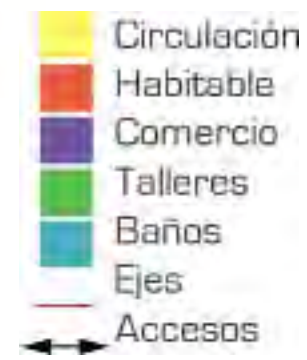 Circulación
Habitable
Comercio
Talleres
Baños
Ejes
Accesos